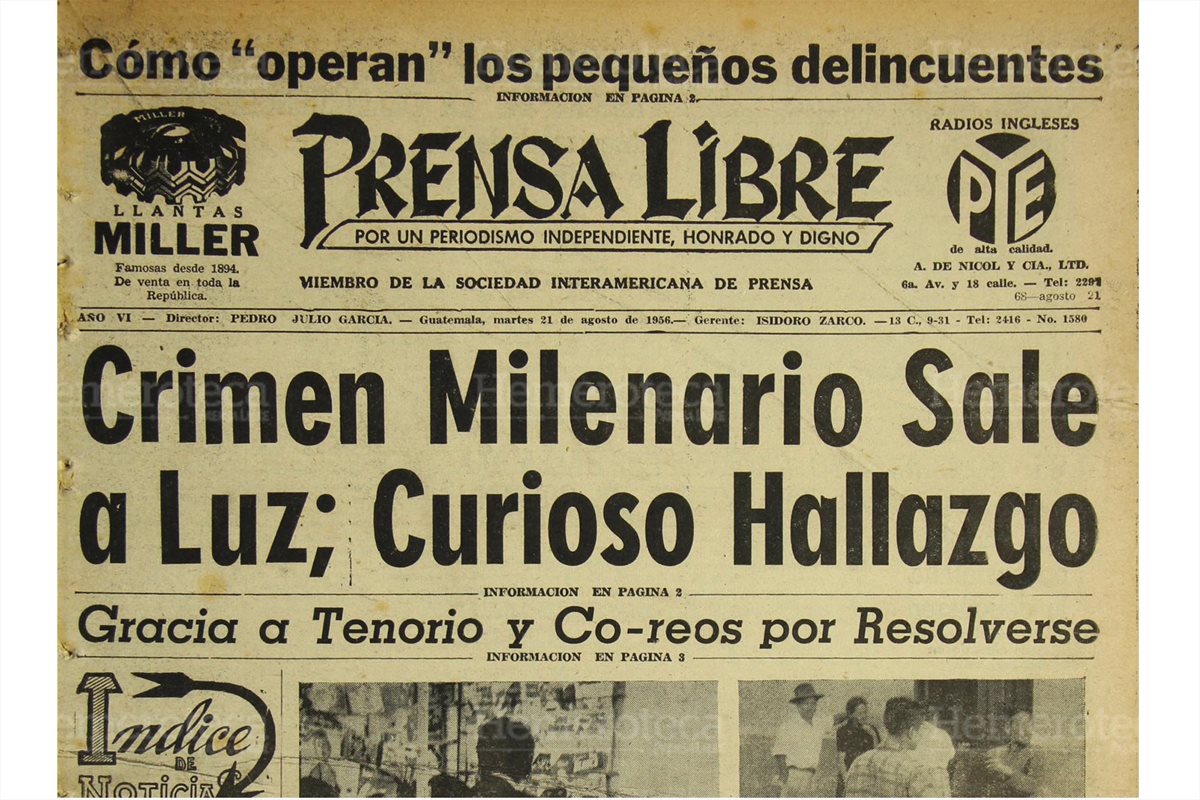 Cómo "operan" los pequeños delincuentes
INFORMACION EN PAGINA 2.
MILLER
LLANTAS
MILLER
Famosas desde 1894.
De venta en toda la
República.
PRENSA LIBRE
POR UN PERIODISMO INDEPENDIENTE, HONRADO Y DIGNO
MIEMBRO DE LA SOCIEDAD INTERAMERICANA DE PRENSA
RADIOS INGLESES
PYE
de alta calidad.
A. DE NICOL Y CIA., LTD.
6a. Av. y 18 calle. — Tel: 2291
68—agosto 21
AÑO VI — Director: PEDRO JULIO GARCIA. — Guatemala, martes 21 de agosto de 1956.— Gerente: ISIDORO ZARCO. —13 C., 9-31 - Tel: 2416 - No. 1580
Crimen Milenario Sale
a Luz; Curioso Hallazgo
INFORMACION EN PAGINA 2
Gracia a Tenorio y Co-reos por Resolverse
INFORMACION EN PAGINA 3
Indice
DE
NOTICIAS
Hemeroteca